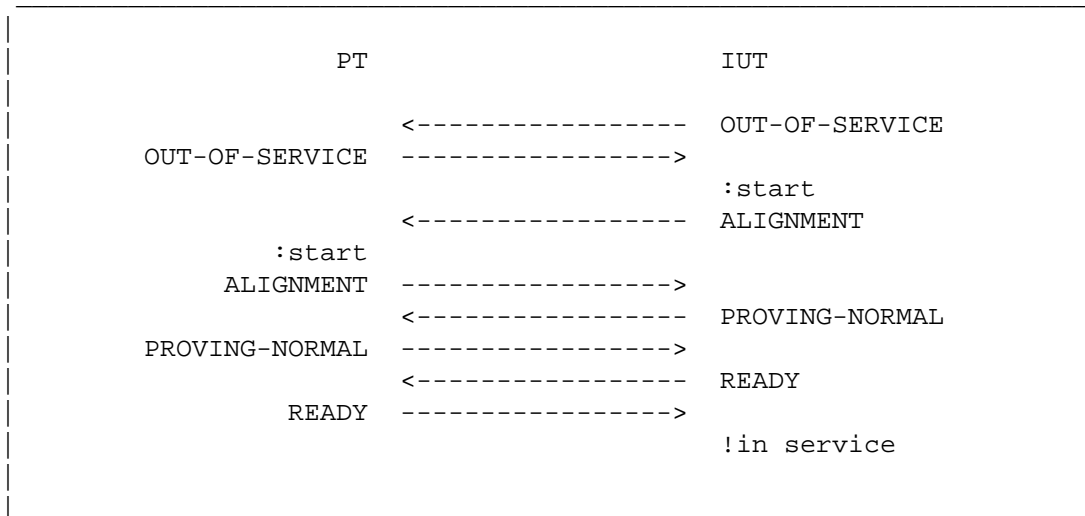 PT IUT
<----------------- OUT-OF-SERVICE
OUT-OF-SERVICE ----------------->
:start
<----------------- ALIGNMENT
:start
ALIGNMENT ----------------->
<----------------- PROVING-NORMAL
PROVING-NORMAL ----------------->
<----------------- READY
READY ----------------->
!in service